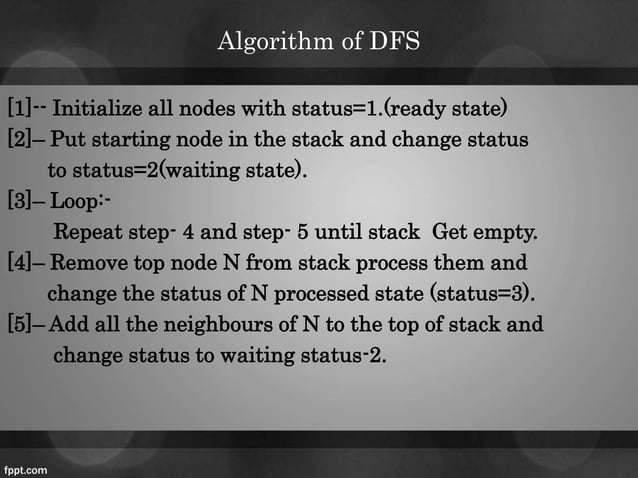 Algorithm of DFS
[1]-- Initialize all nodes with status=1.(ready state)
[2]– Put starting node in the stack and change status
to status=2(waiting state).
[3]– Loop:-
Repeat step- 4 and step- 5 until stack Get empty.
[4]– Remove top node N from stack process them and
change the status of N processed state (status=3).
[5]– Add all the neighbours of N to the top of stack and
change status to waiting status-2.
fppt.com